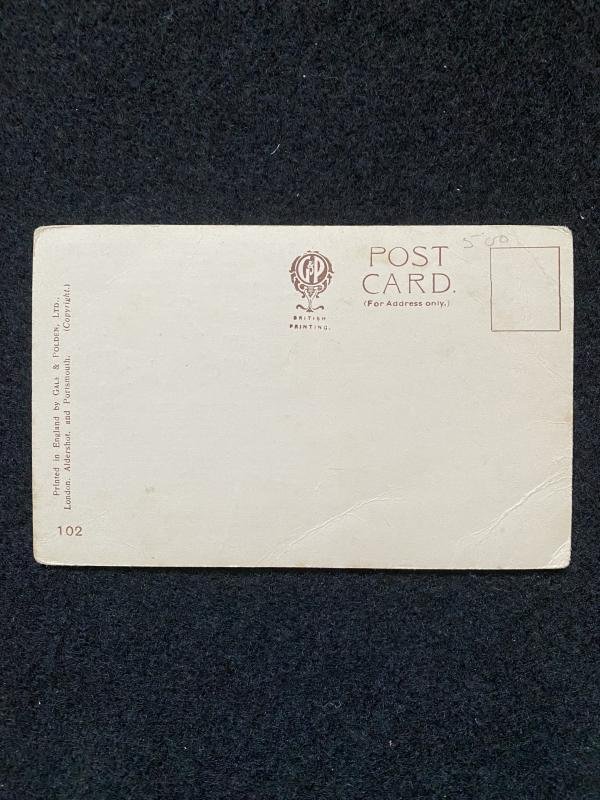 5 00
POST
CARD.
(For Address only.)
G&P
BRITISH
PRINTING.
Printed in England by GALE & POLDEN, LTD.,
London, Aldershot, and Portsmouth. (Copyright.)
102